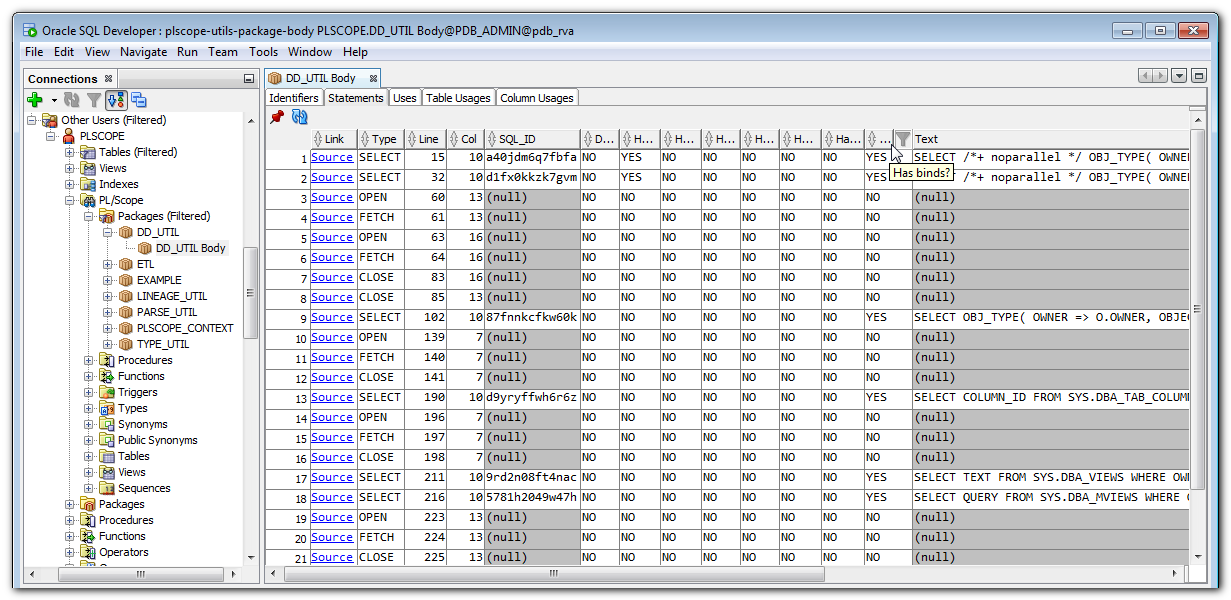 Oracle SQL Developer : plscope-utils-package-body PLSCOPE.DD_UTIL Body@PDB_ADMIN@pdb_rva
File Edit View Navigate Run Team Tools Window Help
Connections
Other Users (Filtered)
PLSCOPE
Tables (Filtered)
Views
Indexes
PL/Scope
Packages (Filtered)
DD_UTIL
DD_UTIL Body
ETL
EXAMPLE
LINEAGE_UTIL
PARSE_UTIL
PLSCOPE_CONTEXT
TYPE_UTIL
Procedures
Functions
Triggers
Types
Synonyms
Public Synonyms
Tables
Views
Sequences
Packages
Procedures
Functions
Operators
DD_UTIL Body
Identifiers Statements Uses Table Usages Column Usages
Link Type Line Col SQL_ID D... H... H... H... H... H... Ha... ... Text
1 Source SELECT 15 10 a40jdm6q7fbfa NO YES NO NO NO NO NO YES SELECT /*+ noparallel */ OBJ_TYPE( OWNER
Has binds?
2 Source SELECT 32 10 d1fx0kkzk7gvm NO YES NO NO NO NO NO YES /*+ noparallel */ OBJ_TYPE( OWNER
3 Source OPEN 60 13 (null) NO NO NO NO NO NO NO NO (null)
4 Source FETCH 61 13 (null) NO NO NO NO NO NO NO NO (null)
5 Source OPEN 63 16 (null) NO NO NO NO NO NO NO NO (null)
6 Source FETCH 64 16 (null) NO NO NO NO NO NO NO NO (null)
7 Source CLOSE 83 16 (null) NO NO NO NO NO NO NO NO (null)
8 Source CLOSE 85 13 (null) NO NO NO NO NO NO NO NO (null)
9 Source SELECT 102 10 87fnnkcfkw60k NO NO NO NO NO NO NO YES SELECT OBJ_TYPE( OWNER => O.OWNER, OBJEC
10 Source OPEN 139 7 (null) NO NO NO NO NO NO NO NO (null)
11 Source FETCH 140 7 (null) NO NO NO NO NO NO NO NO (null)
12 Source CLOSE 141 7 (null) NO NO NO NO NO NO NO NO (null)
13 Source SELECT 190 10 d9yryffwh6r6z NO NO NO NO NO NO NO YES SELECT COLUMN_ID FROM SYS.DBA_TAB_COLUM
14 Source OPEN 196 7 (null) NO NO NO NO NO NO NO NO (null)
15 Source FETCH 197 7 (null) NO NO NO NO NO NO NO NO (null)
16 Source CLOSE 198 7 (null) NO NO NO NO NO NO NO NO (null)
17 Source SELECT 211 10 9rd2n08ft4nac NO NO NO NO NO NO NO YES SELECT TEXT FROM SYS.DBA_VIEWS WHERE OWN
18 Source SELECT 216 10 5781h2049w47h NO NO NO NO NO NO NO YES SELECT QUERY FROM SYS.DBA_MVIEWS WHERE
19 Source OPEN 223 13 (null) NO NO NO NO NO NO NO NO (null)
20 Source FETCH 224 13 (null) NO NO NO NO NO NO NO NO (null)
21 Source CLOSE 225 13 (null) NO NO NO NO NO NO NO NO (null)